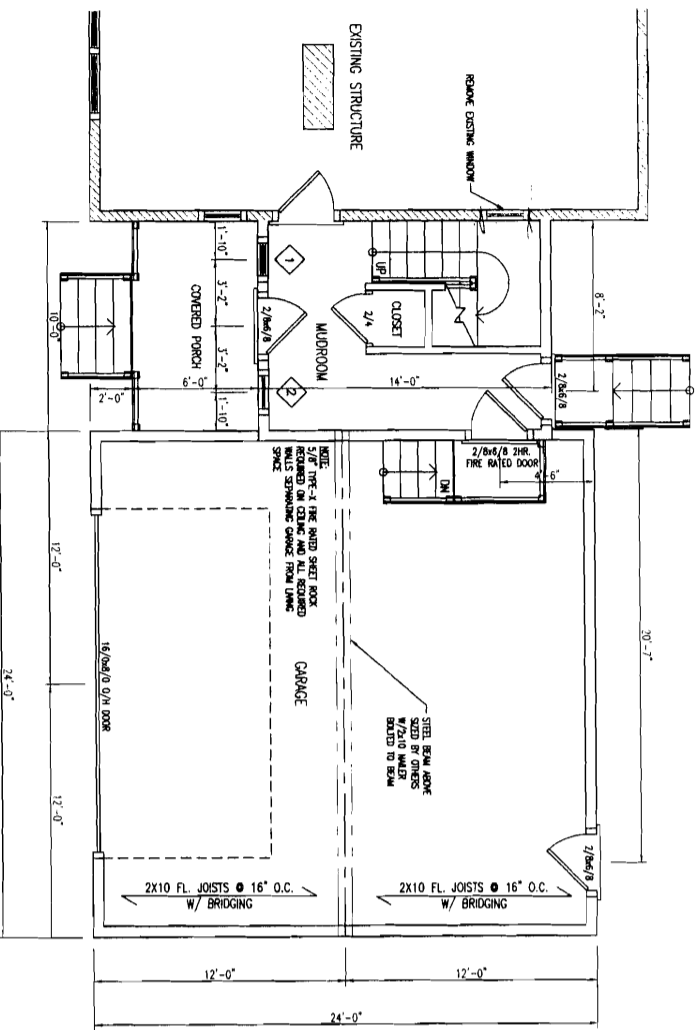 EXISTING STRUCTURE
REMOVE EXISTING WINDOW
8'-2"
UP
CLOSET
2/4
1
2
MUDROOM
2/8x6/8
14'-0"
2/8x6/8
1'-10"
3'-2"
3'-2"
1'-10"
COVERED PORCH
10'-0"
2'-0"
6'-0"
2/8x6/8 2HR.
FIRE RATED DOOR
4'-6"
DN
NOTE:
5/8" TYPE-X FIRE RATED SHEET ROCK
REQUIRED ON CEILING AND ALL REQUIRED
WALLS SEPARATING GARAGE FROM LIVING
SPACE
GARAGE
STEEL BEAM ABOVE
SIZED BY OTHERS
W/2x10 NAILER
BOLTED TO BEAM
20'-7"
12'-0"
24'-0"
12'-0"
16/0x8/0 O/H DOOR
2/8x6/8
2X10 FL. JOISTS @ 16" O.C.
W/ BRIDGING
2X10 FL. JOISTS @ 16" O.C.
W/ BRIDGING
12'-0"
12'-0"
24'-0"